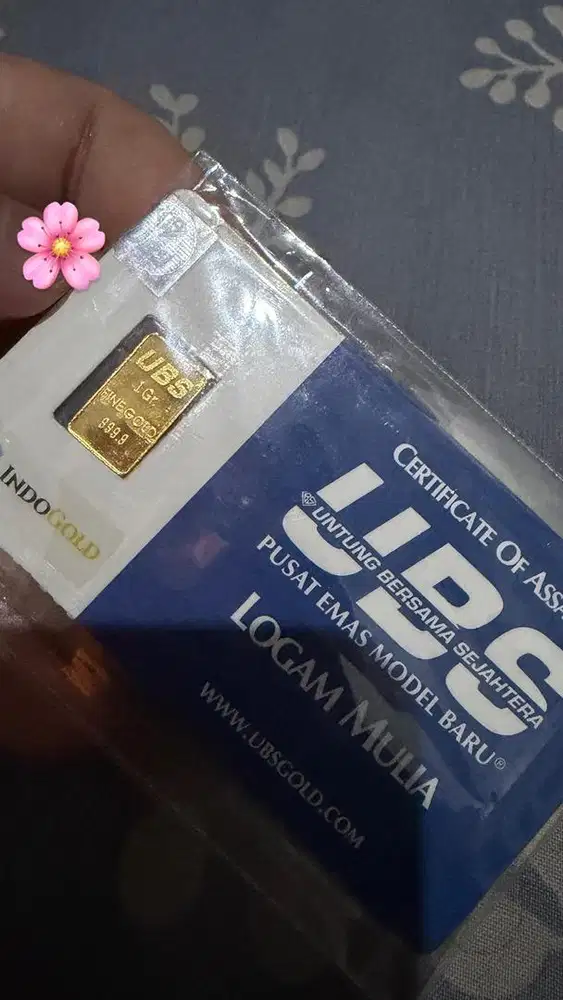 UBS
1 Gr
FINE GOLD
999.9
INDOGOLD
CERTIFICATE OF
UBS
UNTUNG BERSAMA SEJAHTERA
PUSAT EMAS MODEL BARU®
LOGAM MULIA
WWW.UBSGOLD.COM